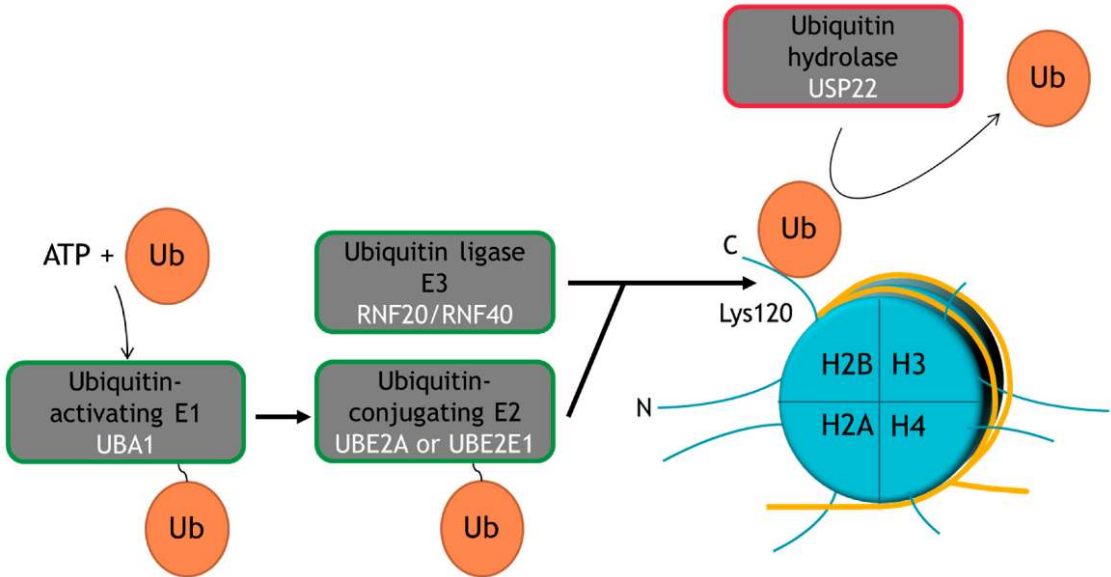 Ubiquitin
hydrolase
USP22
Ub
Ub
C
Lys120
ATP + Ub
Ubiquitin ligase
E3
RNF20/RNF40
Ubiquitin-
activating E1
UBA1
Ubiquitin-
conjugating E2
UBE2A or UBE2E1
N
H2B H3
H2A H4
Ub
Ub